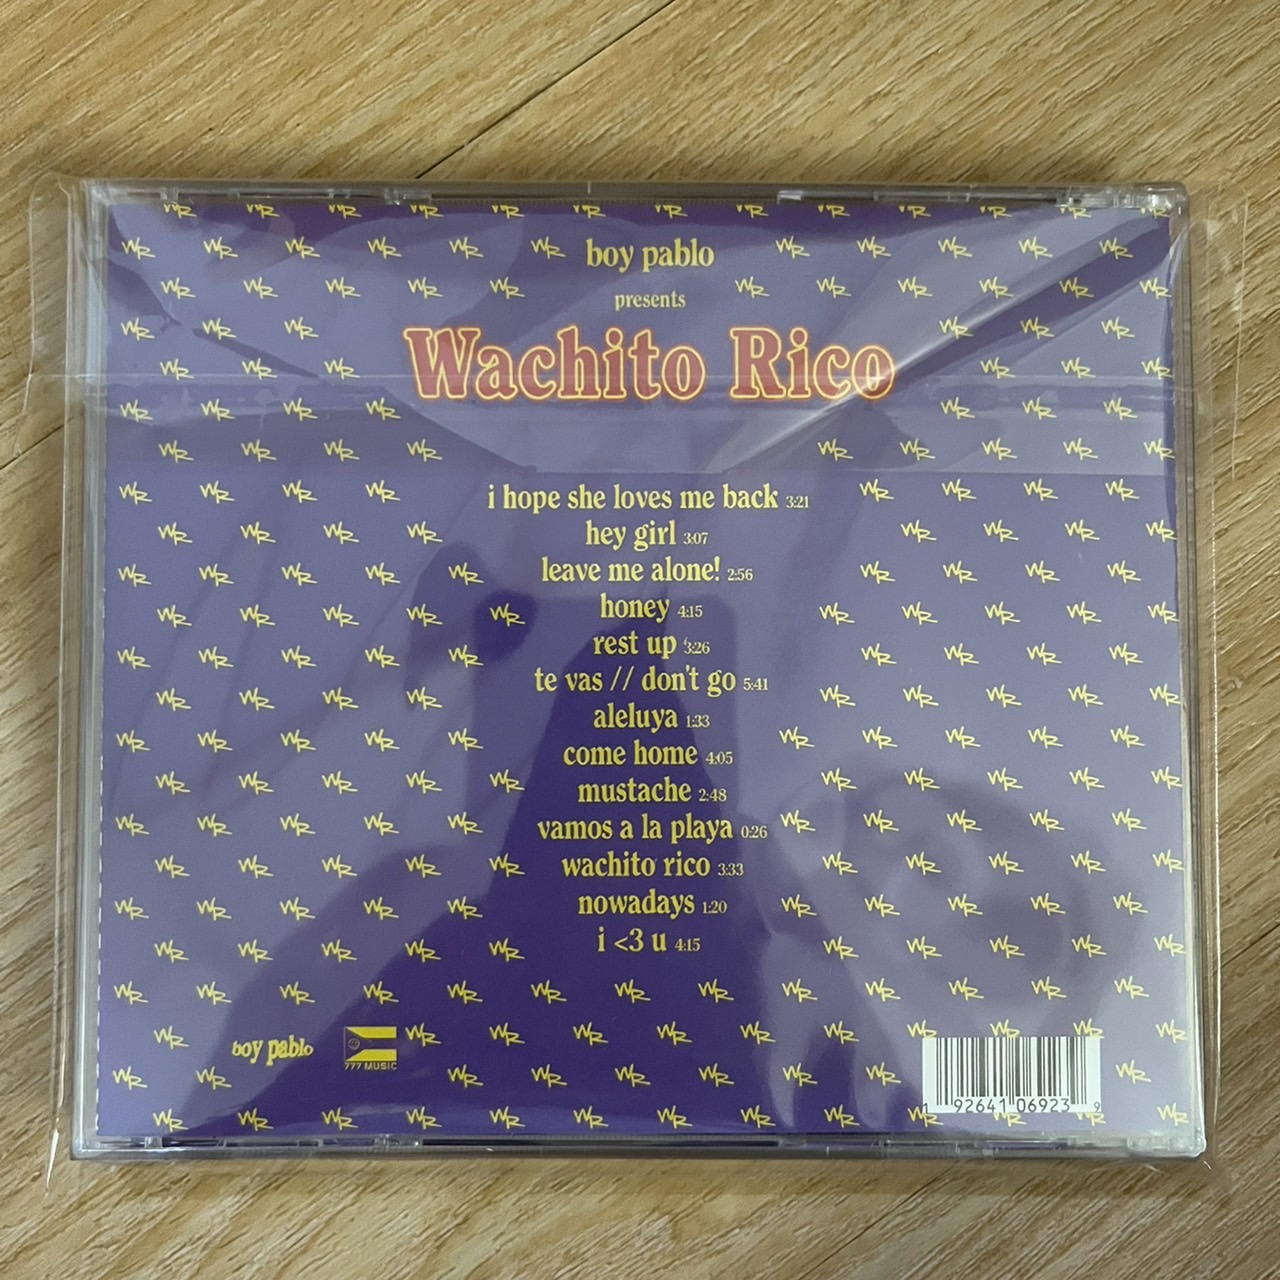 boy pablo
presents
Wachito Rico
i hope she loves me back 3:21
hey girl 3:07
leave me alone! 2:56
honey 4:15
rest up 3:26
te vas // don't go 5:41
aleluya 1:33
come home 4:05
mustache 2:48
vamos a la playa 0:26
wachito rico 3:33
nowadays 1:20
i <3 u 4:15
boy pablo
777 MUSIC
1 92641 06923 9